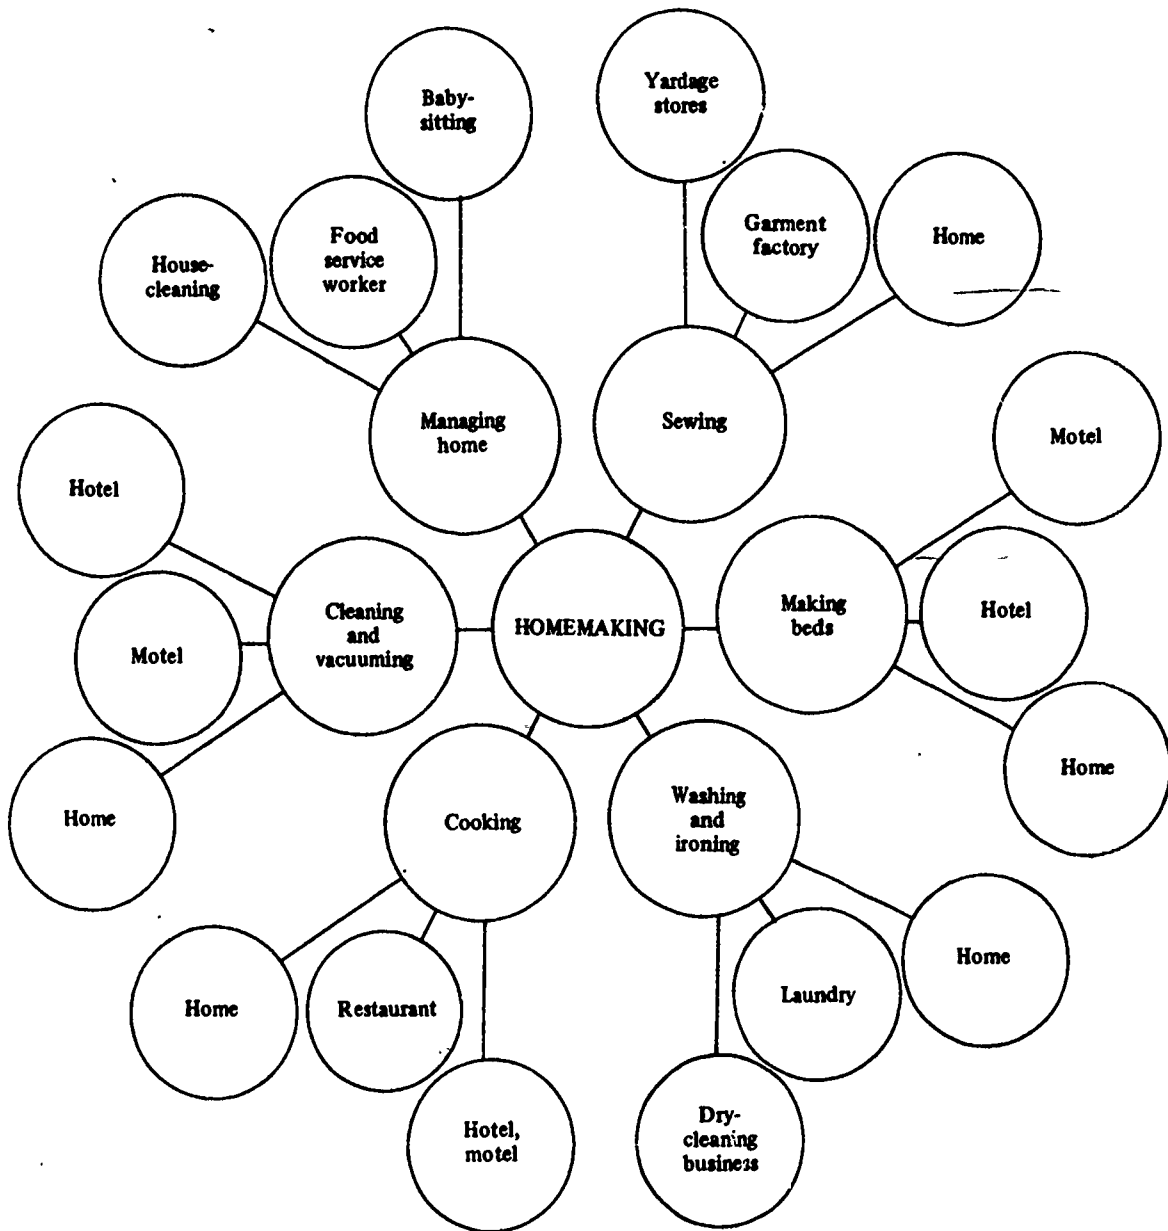 Baby-
sitting
Yardage
stores
House-
cleaning
Food
service
worker
Garment
factory
Home
Managing
home
Sewing
Motel
Hotel
Cleaning
and
vacuuming
HOMEMAKING
Making
beds
Hotel
Motel
Home
Home
Cooking
Washing
and
ironing
Home
Restaurant
Laundry
Home
Hotel,
motel
Dry-
cleaning
business